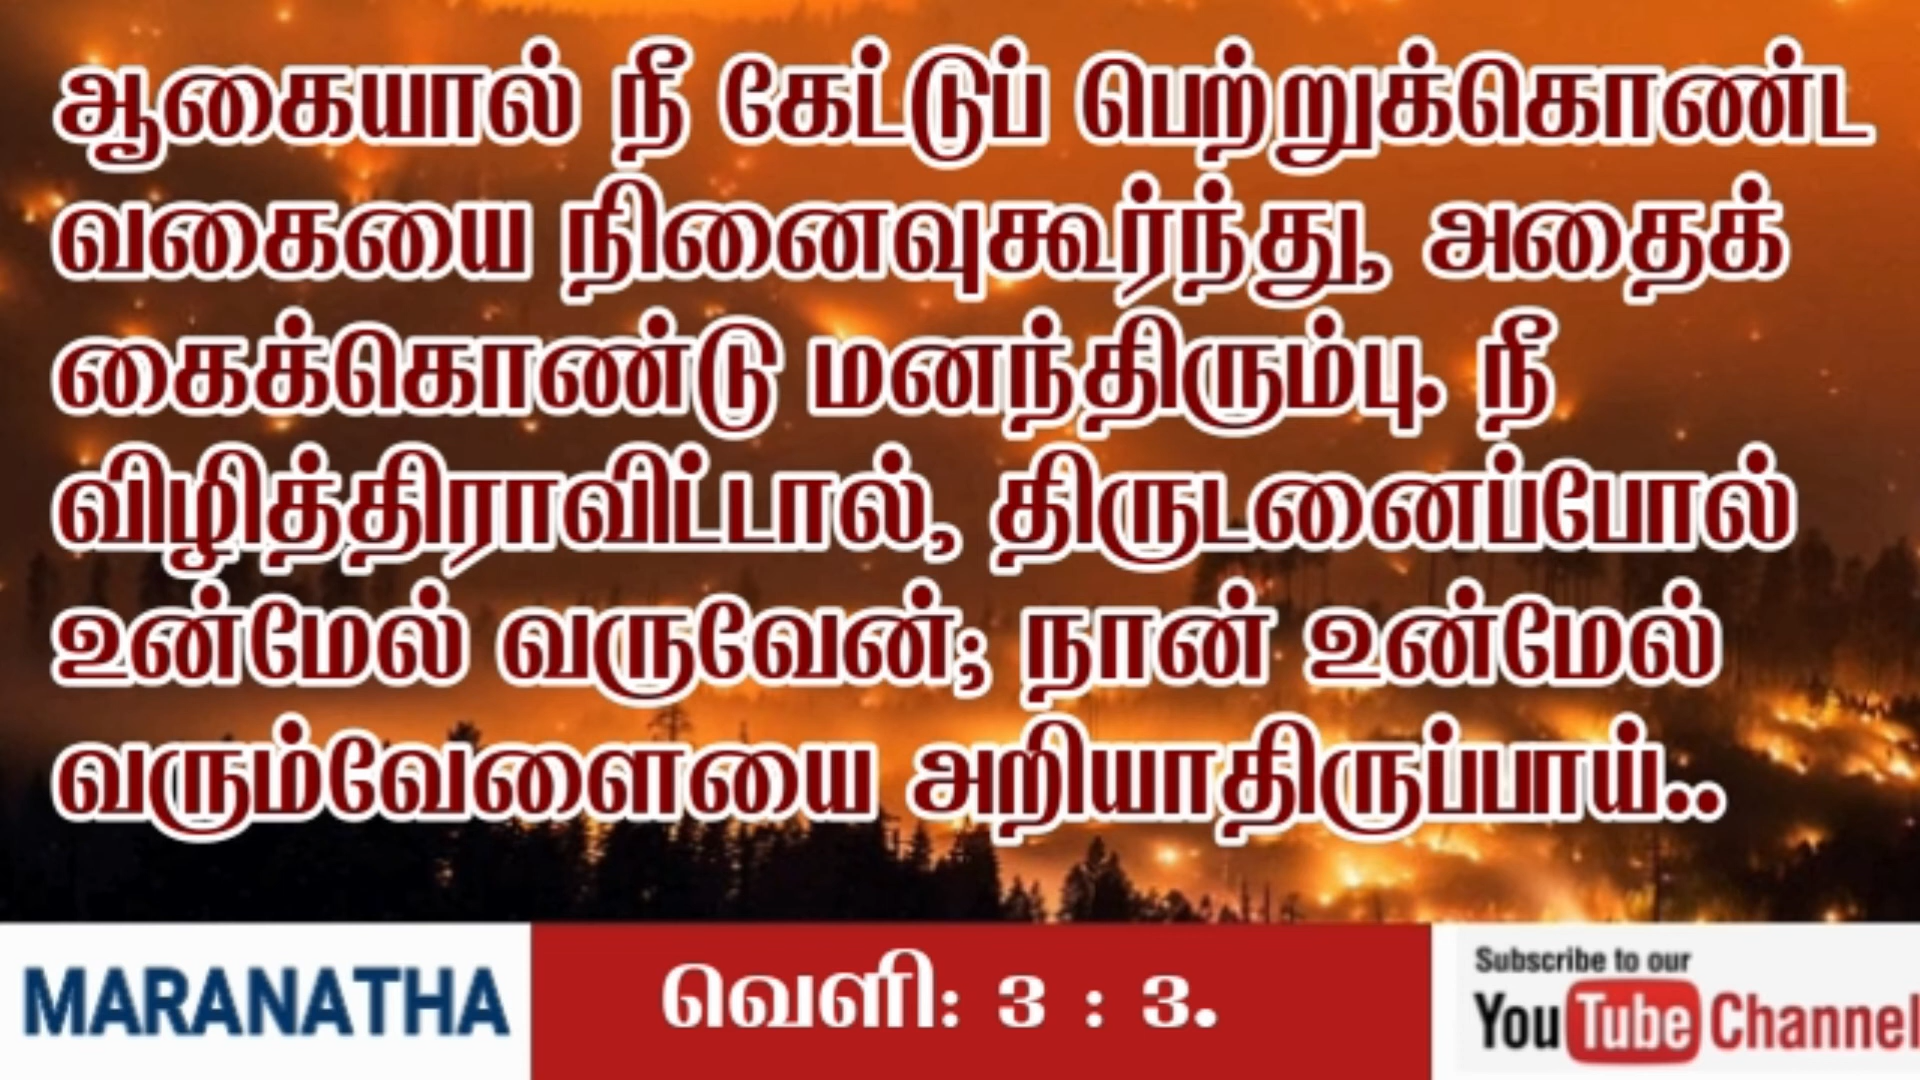 ஆகையால் நீ கேட்டுப் பெற்றுக்கொண்ட
வகையை நினைவுகூர்ந்து, அதைக்
கைக்கொண்டு மனந்திரும்பு. நீ
விழித்திராவிட்டால், திருடனைப்போல்
உன்மேல் வருவேன்; நான் உன்மேல்
வரும்வேளையை அறியாதிருப்பாய்..
MARANATHA
வெளி: 3 : 3.
Subscribe to our
YouTube Channel